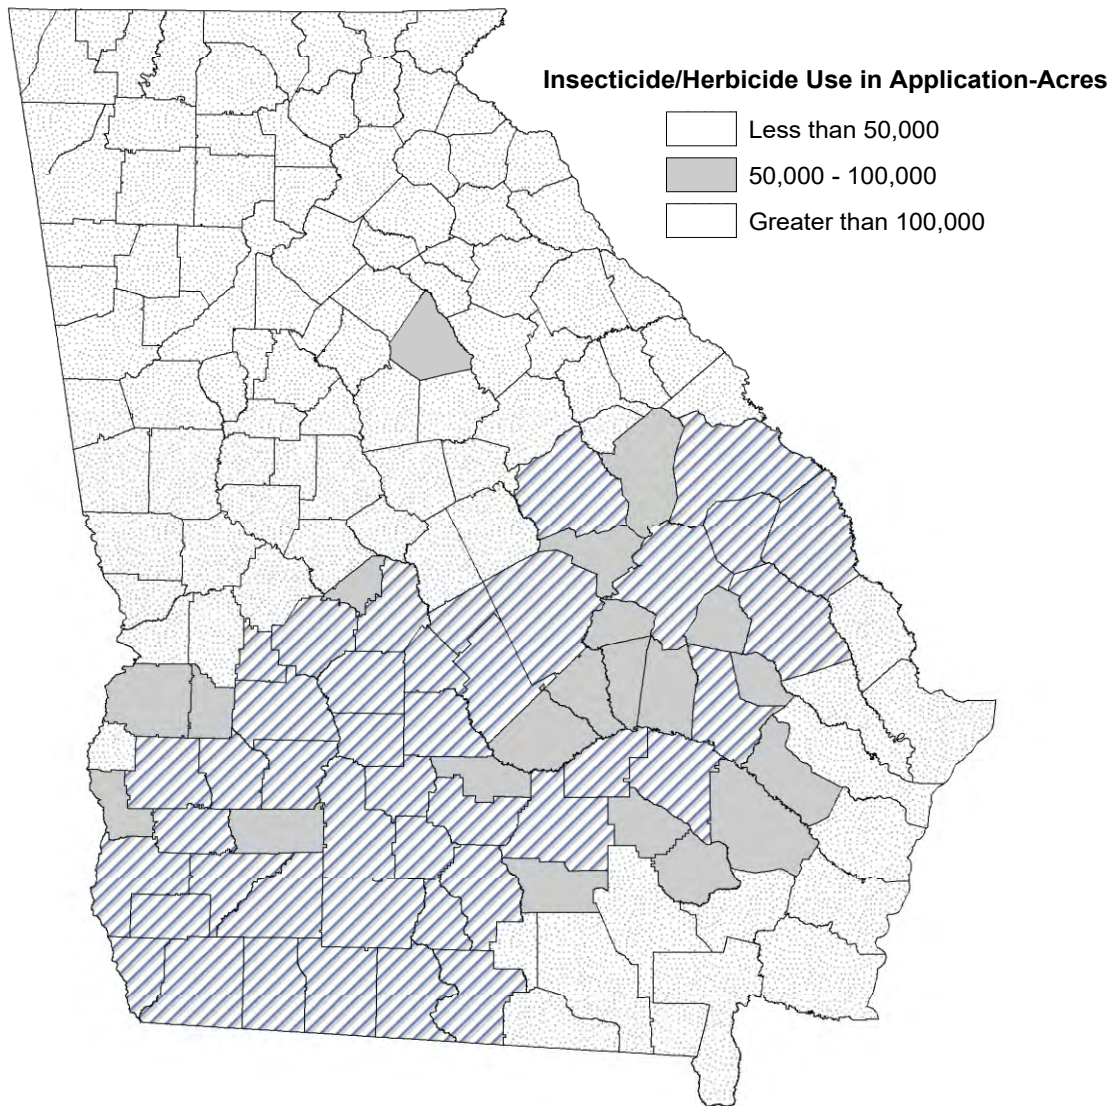 Insecticide/Herbicide Use in Application-Acres
Less than 50,000
50,000 - 100,000
Greater than 100,000